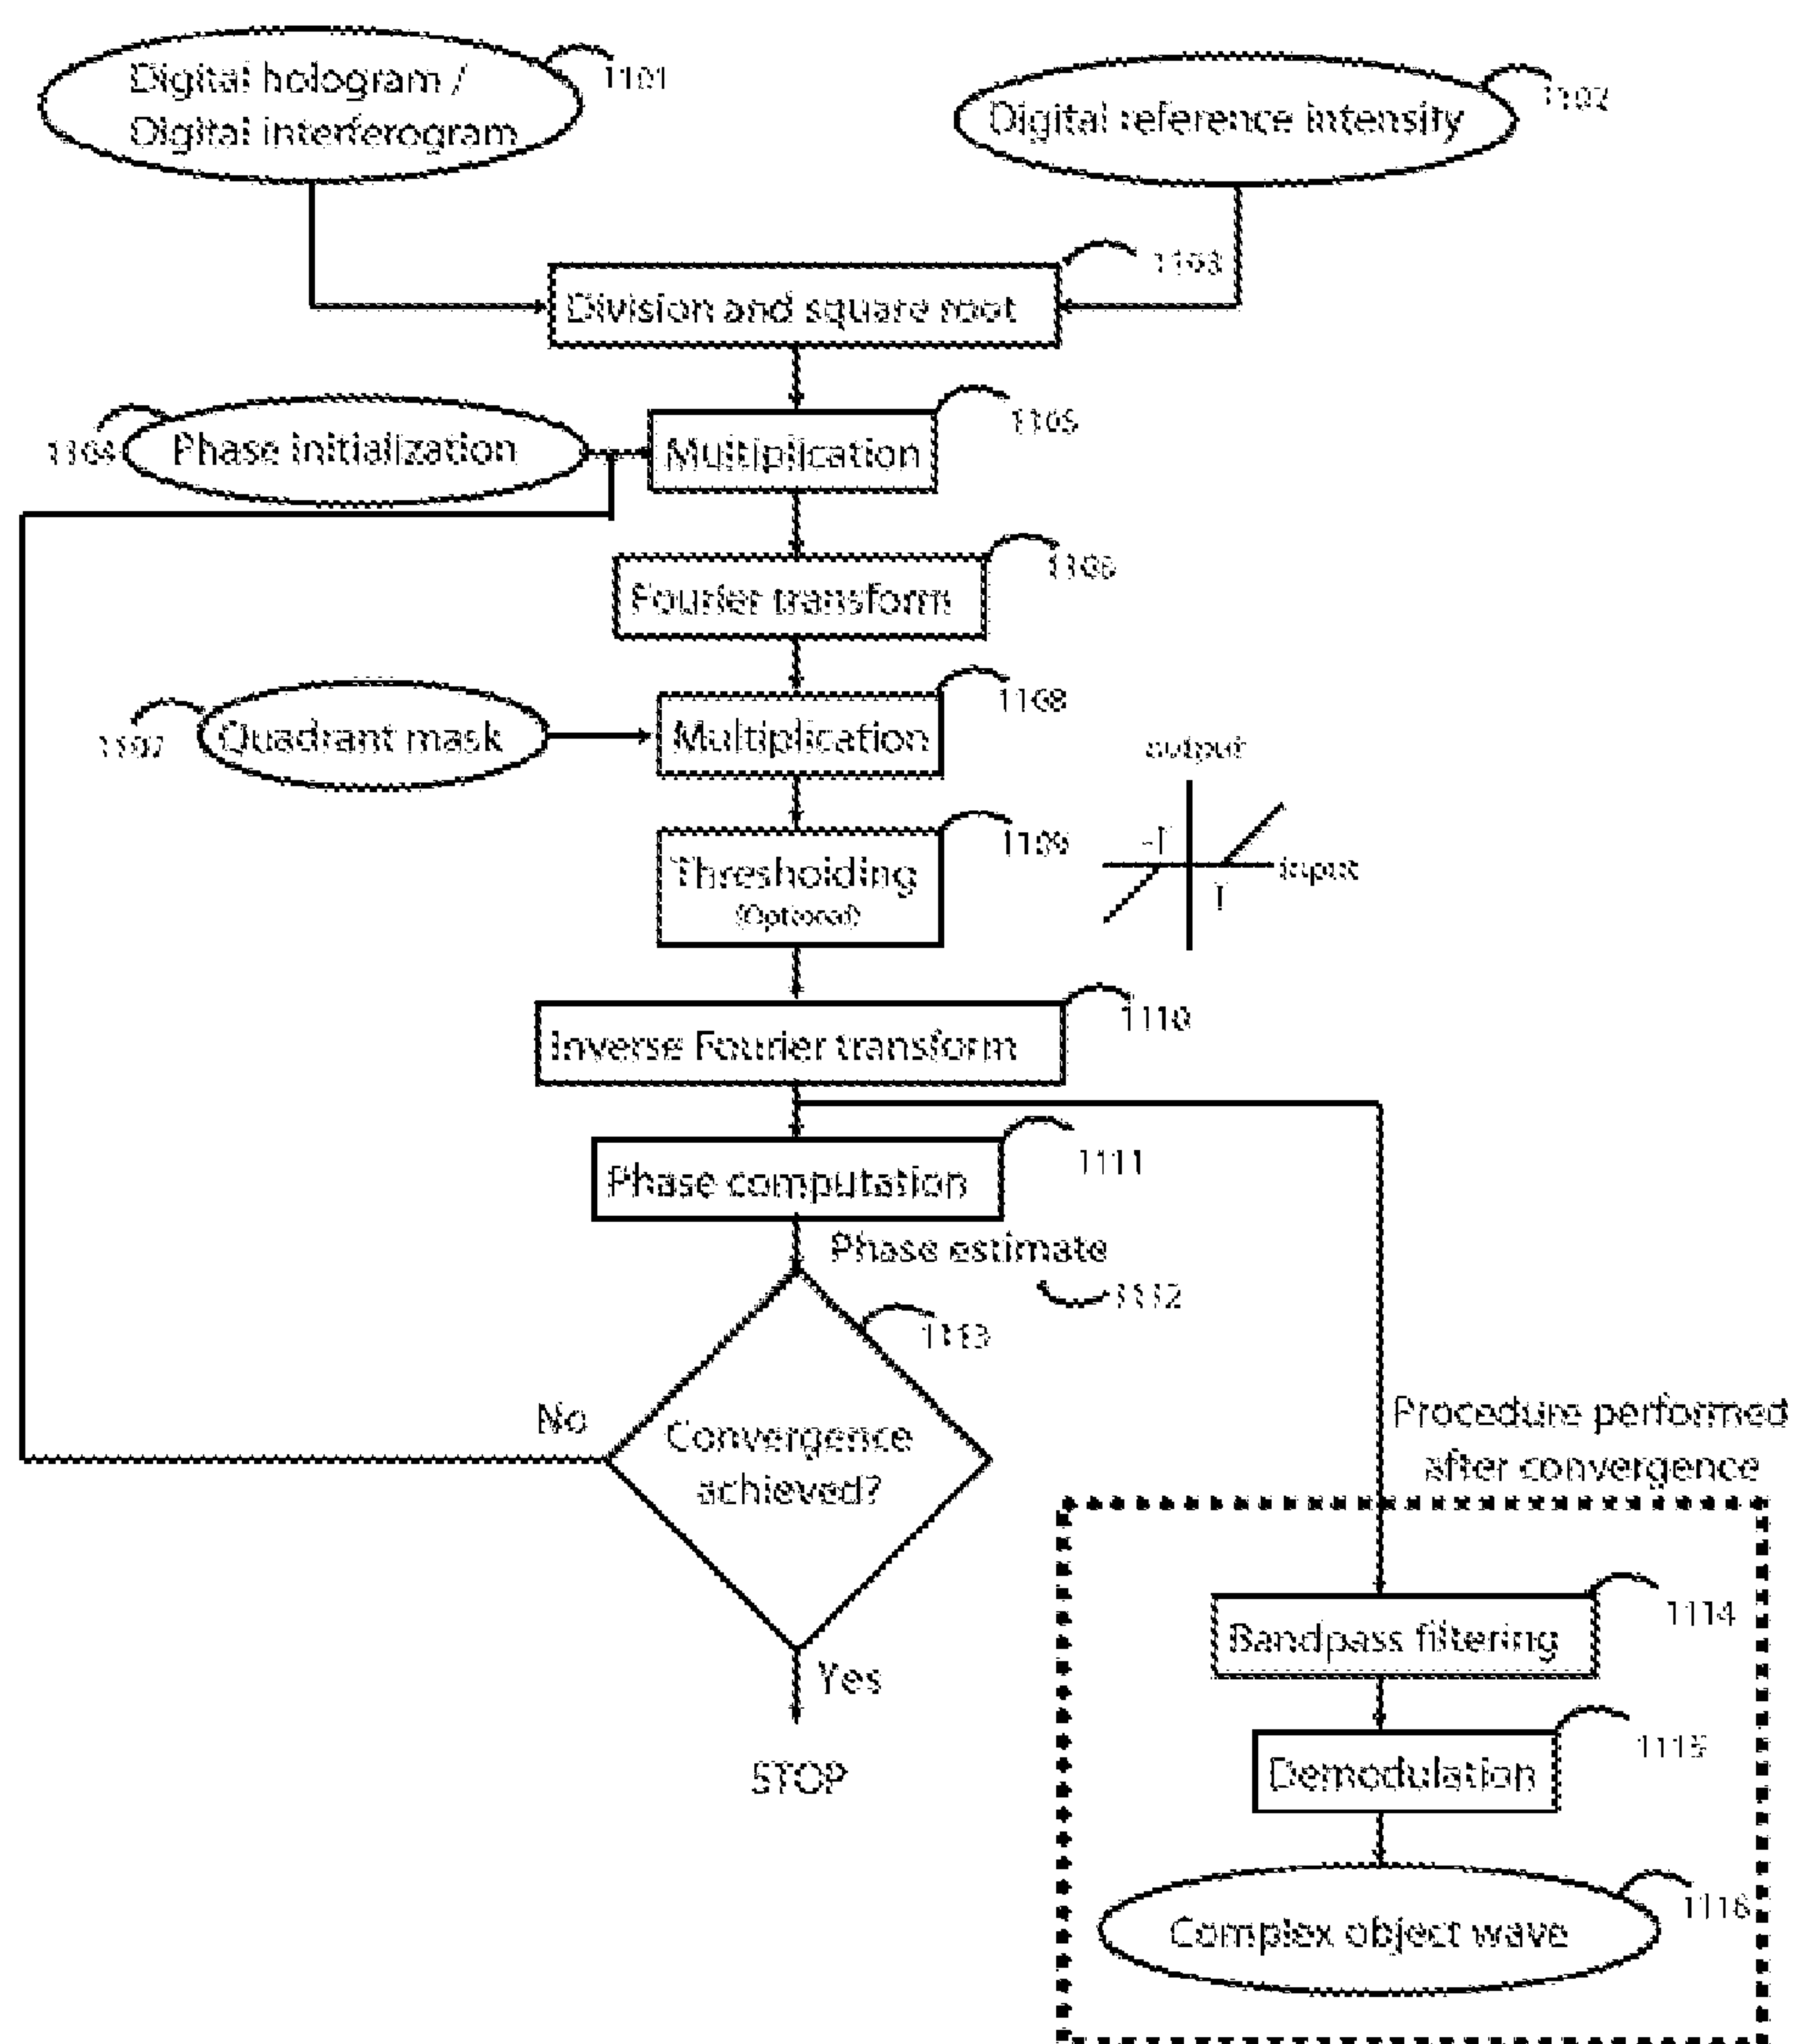 Digital hologram /
Digital interferogram
1101
Digital reference intensity
1102
Division and square root
1103
Phase initialization
1104
Multiplication
1105
Fourier transform
1106
Quadrant mask
1107
Multiplication
1108
Thresholding
(Optional)
1109
output
-T
input
T
Inverse Fourier transform
1110
Phase computation
1111
Phase estimate
1112
1113
Convergence
achieved?
No
Yes
STOP
Procedure performed
after convergence
Bandpass filtering
1114
Demodulation
1115
Complex object wave
1116